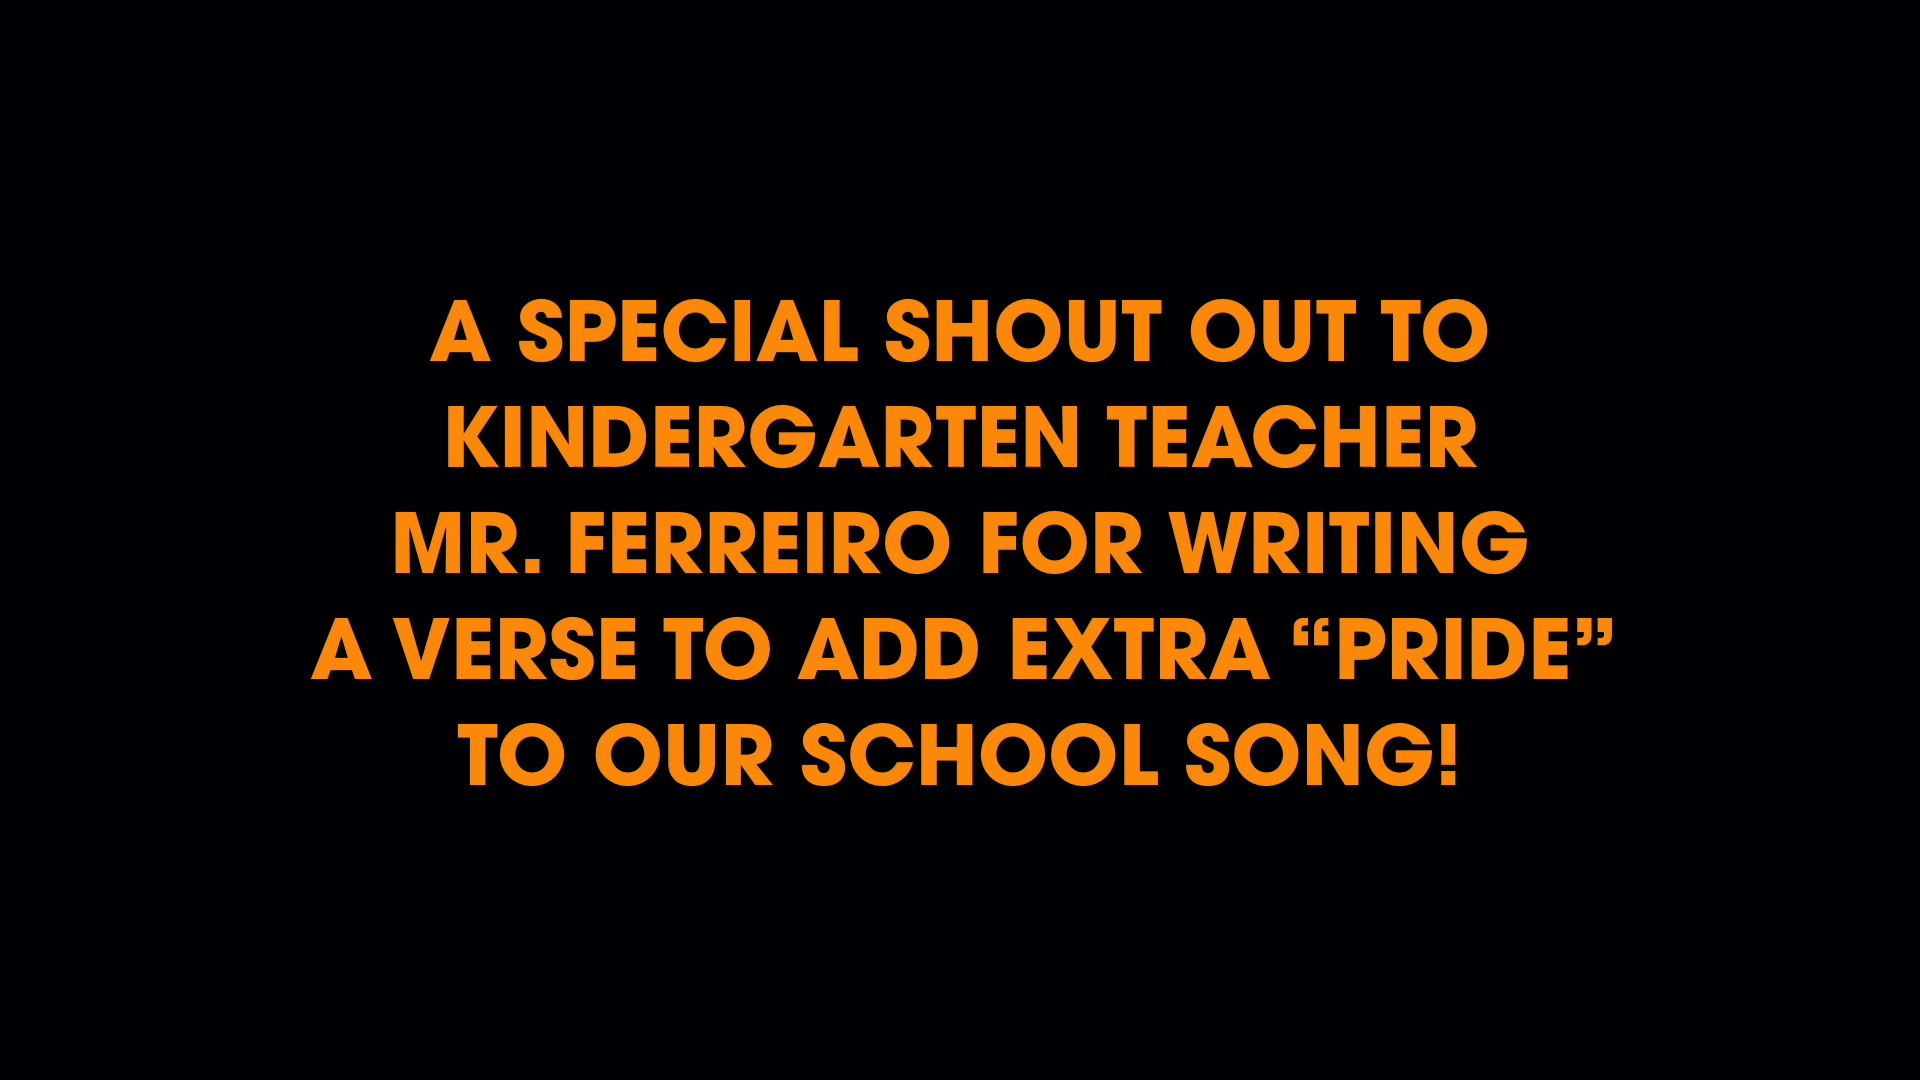 A SPECIAL SHOUT OUT TO
KINDERGARTEN TEACHER
MR. FERREIRO FOR WRITING
A VERSE TO ADD EXTRA “PRIDE”
TO OUR SCHOOL SONG!